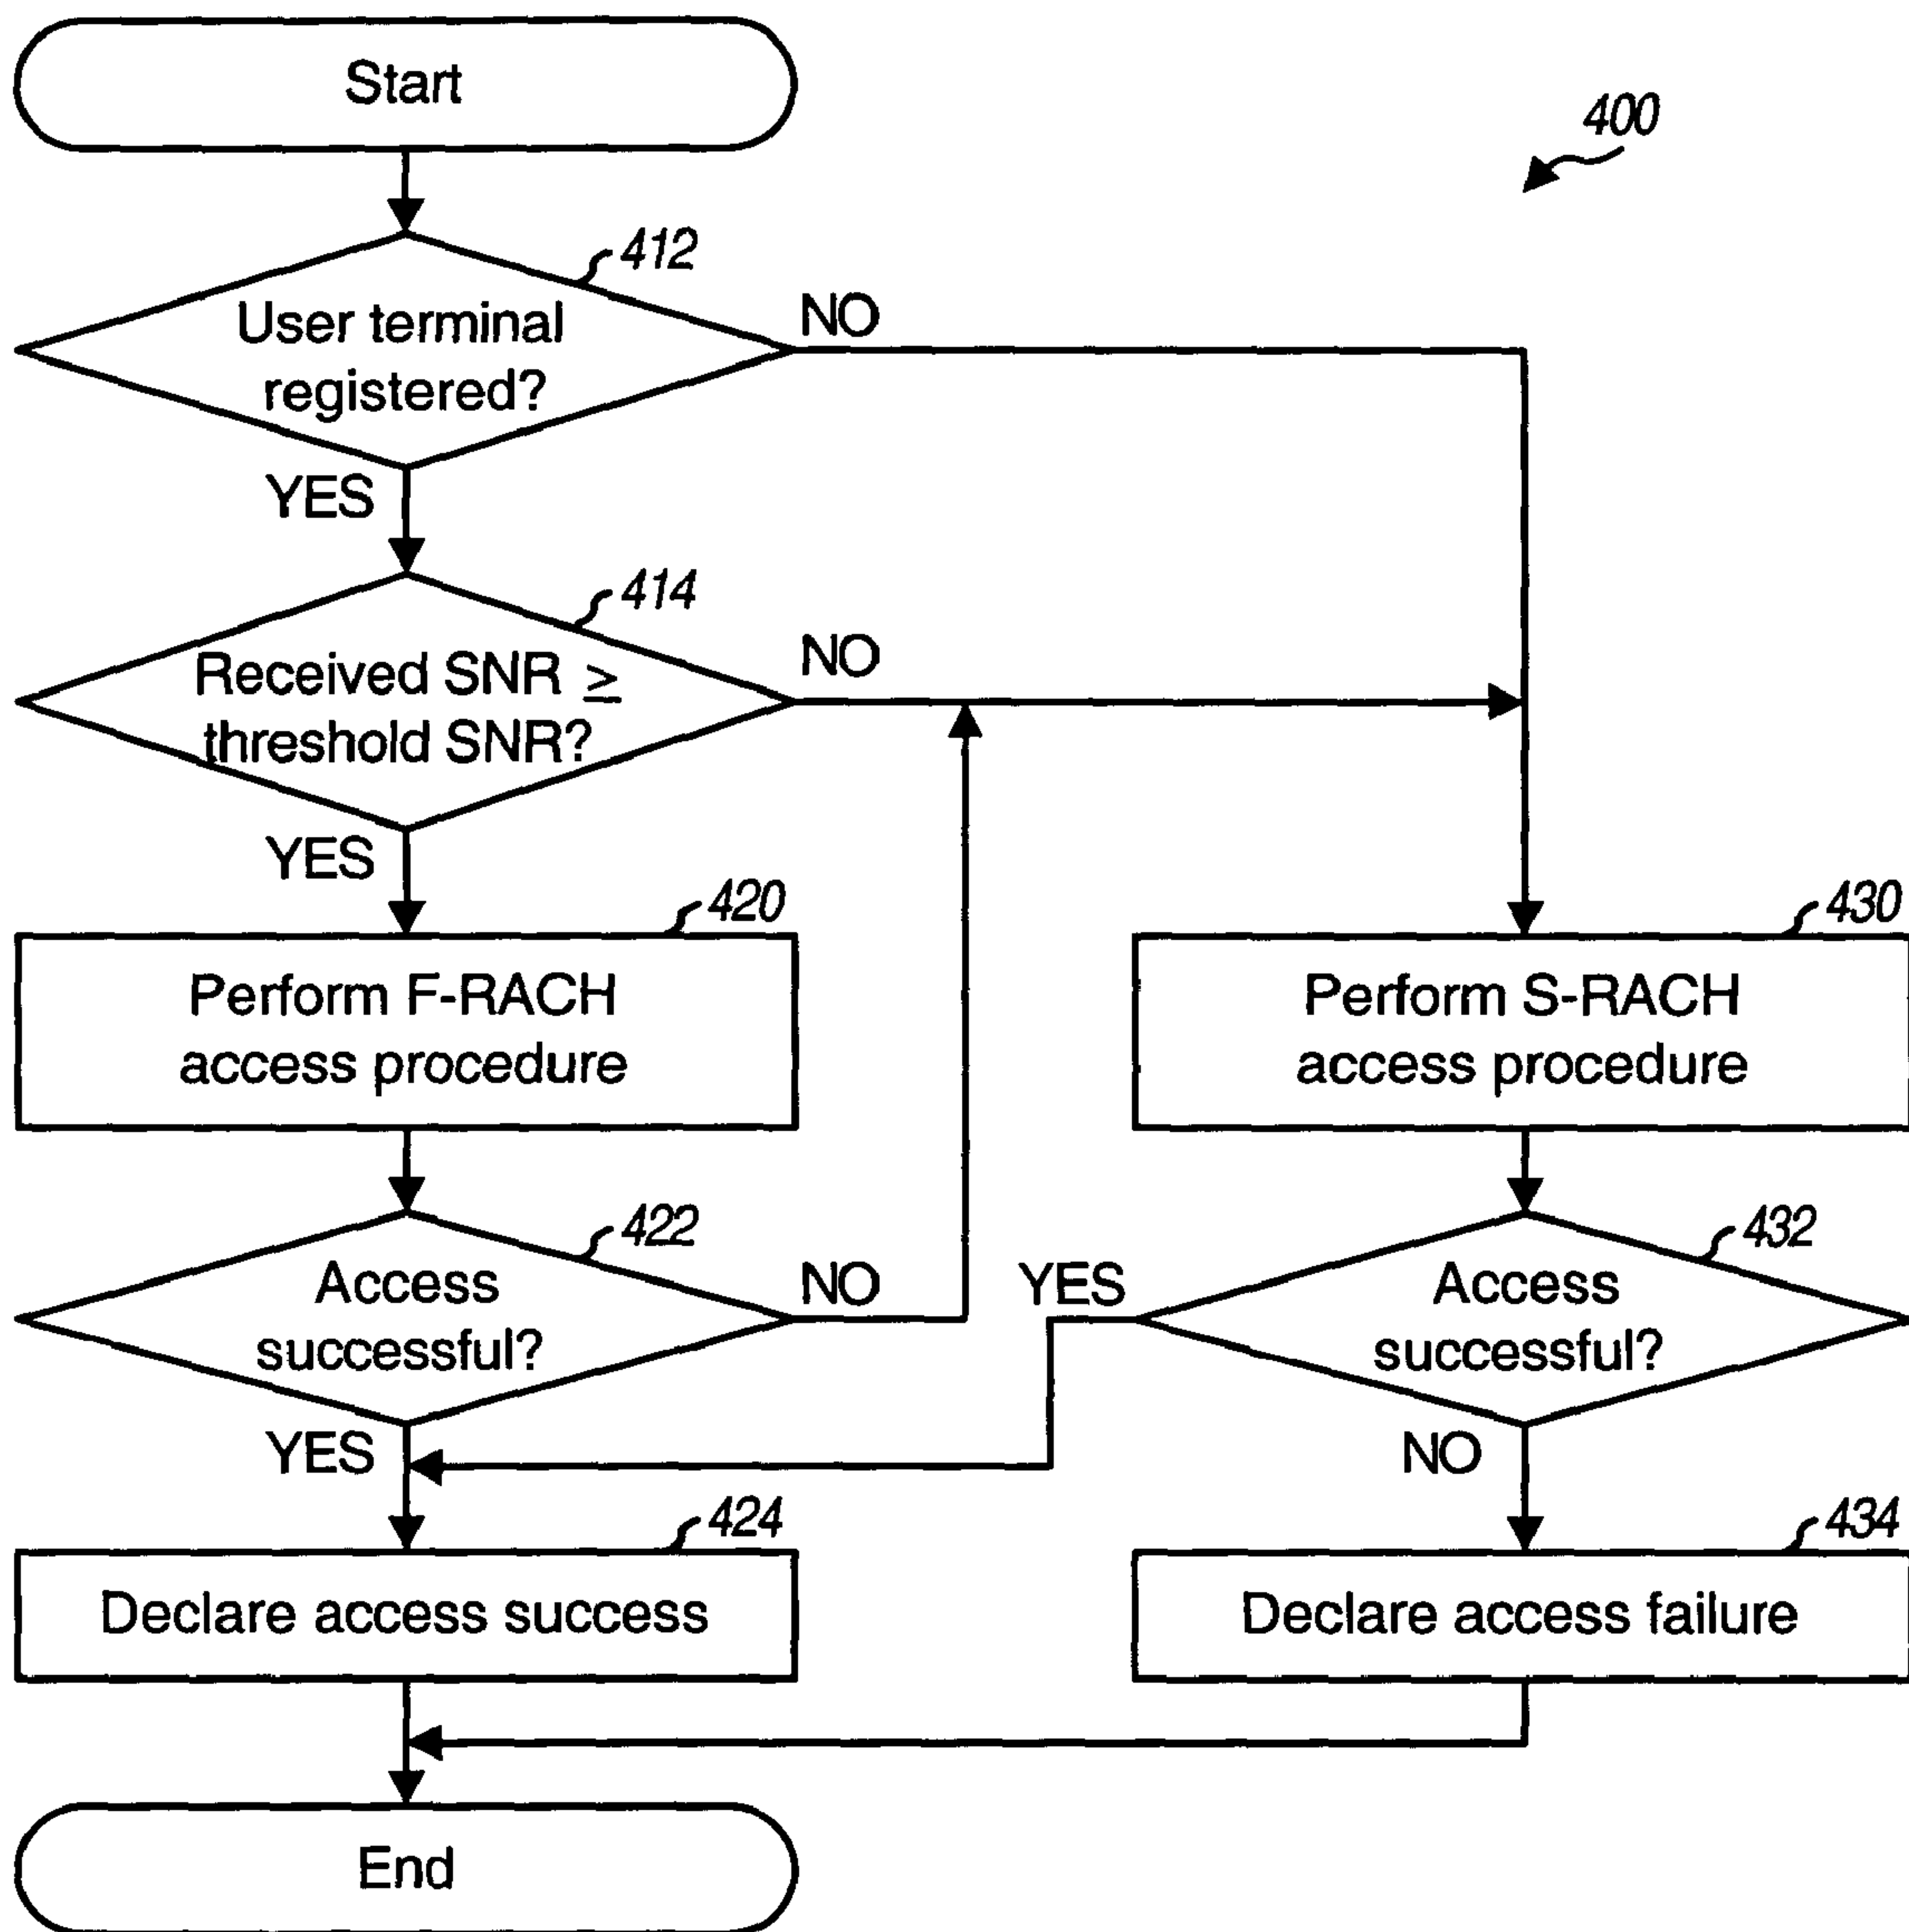 Start
400
412
User terminal
registered?
NO
YES
414
Received SNR ≥
threshold SNR?
NO
YES
420
Perform F-RACH
access procedure
430
Perform S-RACH
access procedure
422
Access
successful?
NO
YES
432
Access
successful?
YES
NO
424
Declare access success
434
Declare access failure
End